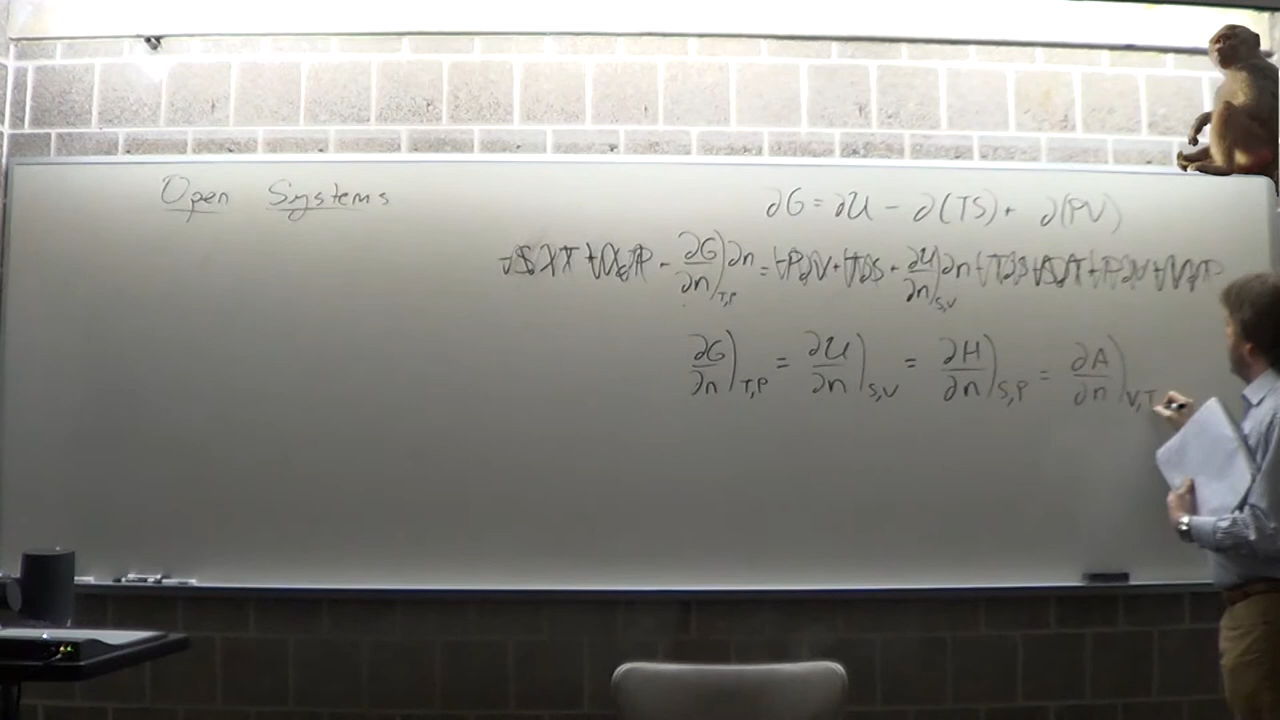 Open Systems
∂G = ∂U - ∂(TS) + ∂(PV)
-S∂T + V∂P - ∂G/∂n)T,P ∂n = -P∂V + T∂S + ∂U/∂n)S,V ∂n - T∂S - S∂T + P∂V + V∂P
∂G/∂n)T,P = ∂U/∂n)S,V = ∂H/∂n)S,P = ∂A/∂n)V,T